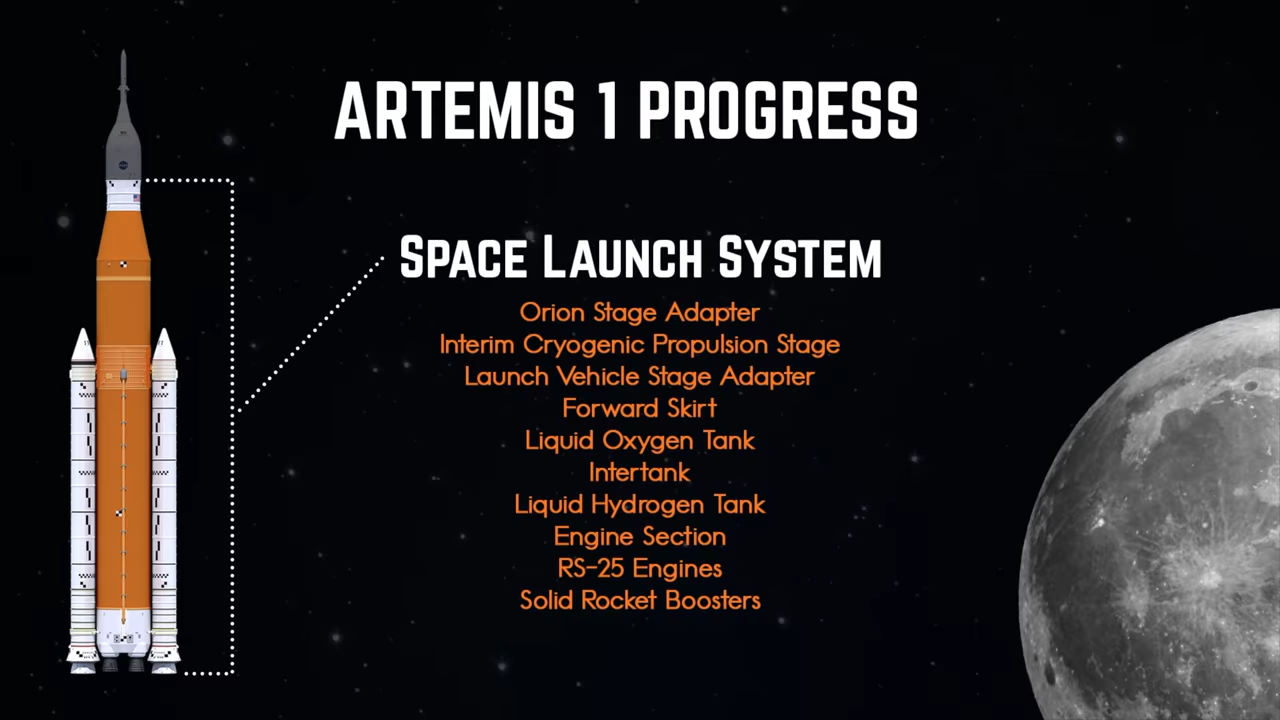 ARTEMIS 1 PROGRESS
Space Launch System
Orion Stage Adapter
Interim Cryogenic Propulsion Stage
Launch Vehicle Stage Adapter
Forward Skirt
Liquid Oxygen Tank
Intertank
Liquid Hydrogen Tank
Engine Section
RS-25 Engines
Solid Rocket Boosters